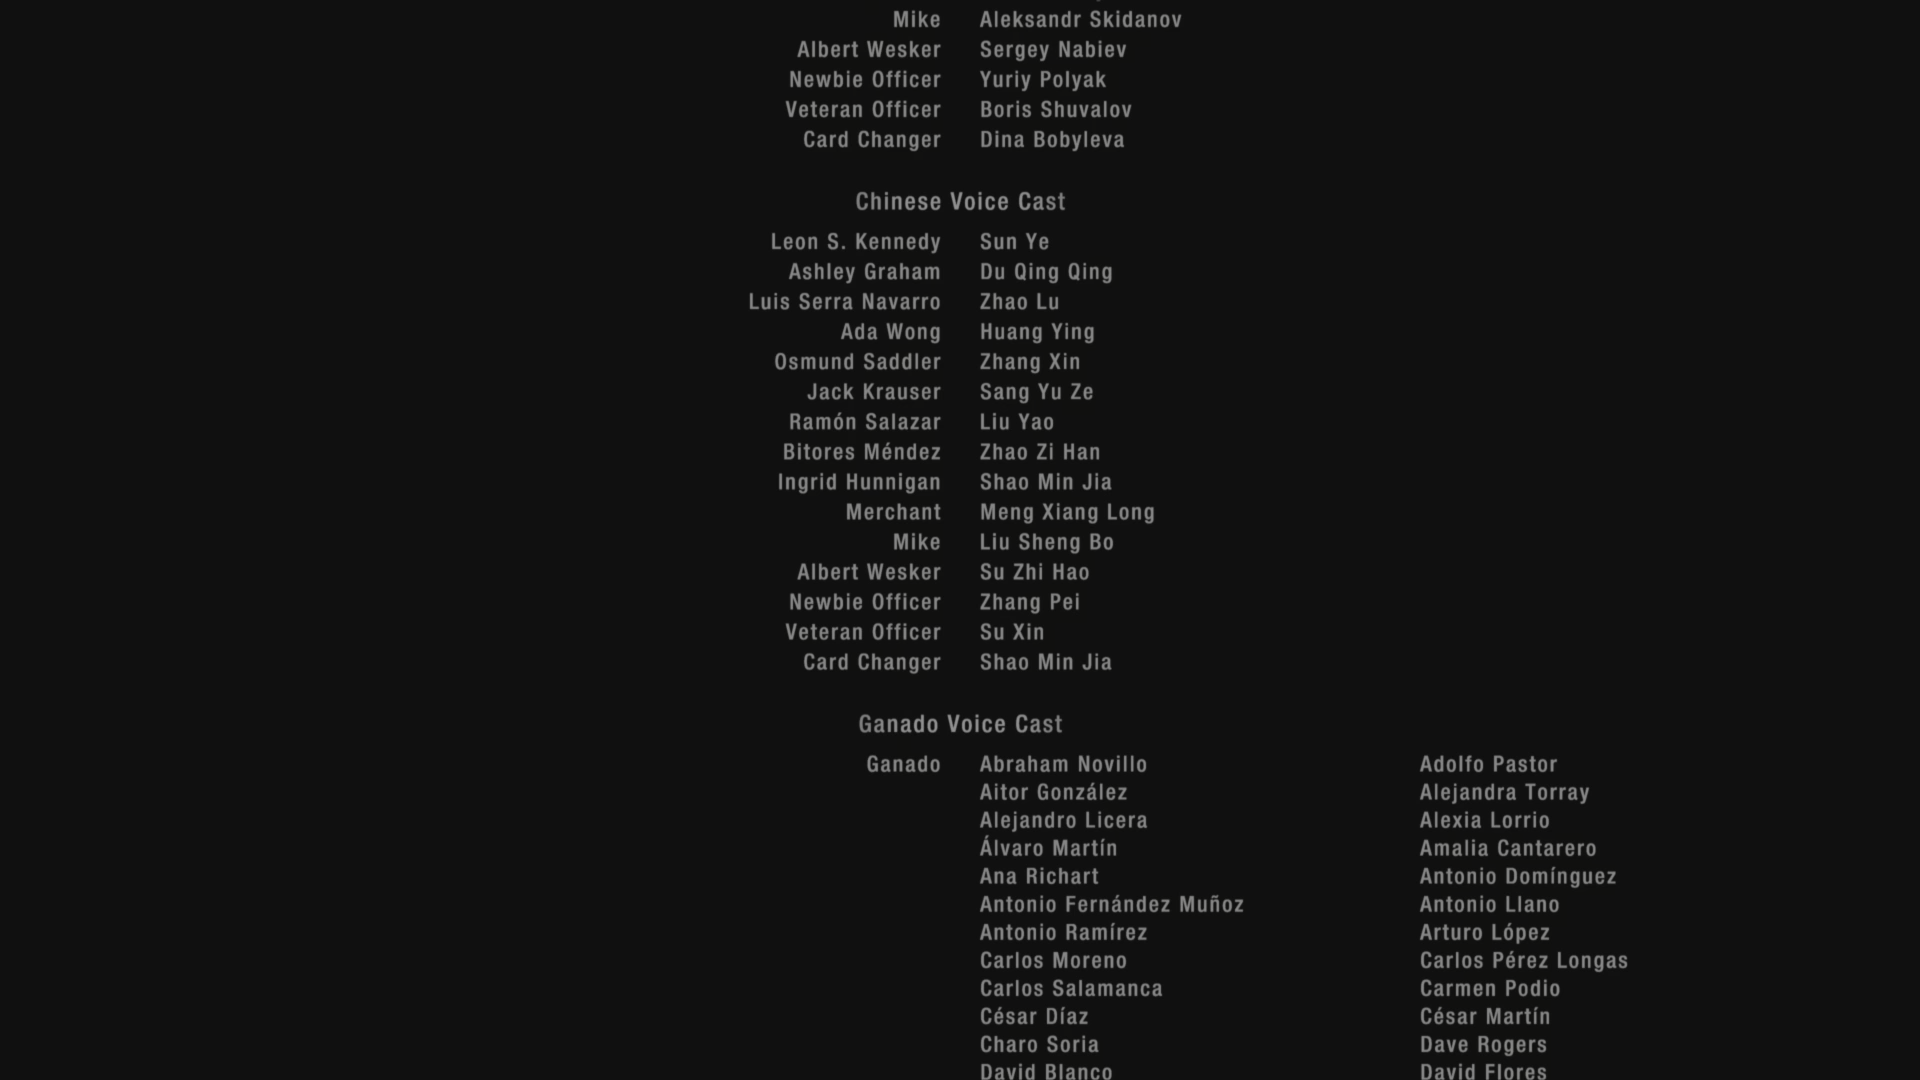 Mike Aleksandr Skidanov
Albert Wesker Sergey Nabiev
Newbie Officer Yuriy Polyak
Veteran Officer Boris Shuvalov
Card Changer Dina Bobyleva
Chinese Voice Cast
Leon S. Kennedy Sun Ye
Ashley Graham Du Qing Qing
Luis Serra Navarro Zhao Lu
Ada Wong Huang Ying
Osmund Saddler Zhang Xin
Jack Krauser Sang Yu Ze
Ramón Salazar Liu Yao
Bitores Méndez Zhao Zi Han
Ingrid Hunnigan Shao Min Jia
Merchant Meng Xiang Long
Mike Liu Sheng Bo
Albert Wesker Su Zhi Hao
Newbie Officer Zhang Pei
Veteran Officer Su Xin
Card Changer Shao Min Jia
Ganado Voice Cast
Ganado Abraham Novillo Adolfo Pastor
Aitor González Alejandra Torray
Alejandro Licera Alexia Lorrio
Álvaro Martín Amalia Cantarero
Ana Richart Antonio Domínguez
Antonio Fernández Muñoz Antonio Llano
Antonio Ramírez Arturo López
Carlos Moreno Carlos Pérez Longas
Carlos Salamanca Carmen Podio
César Díaz César Martín
Charo Soria Dave Rogers
David Blanco David Flores